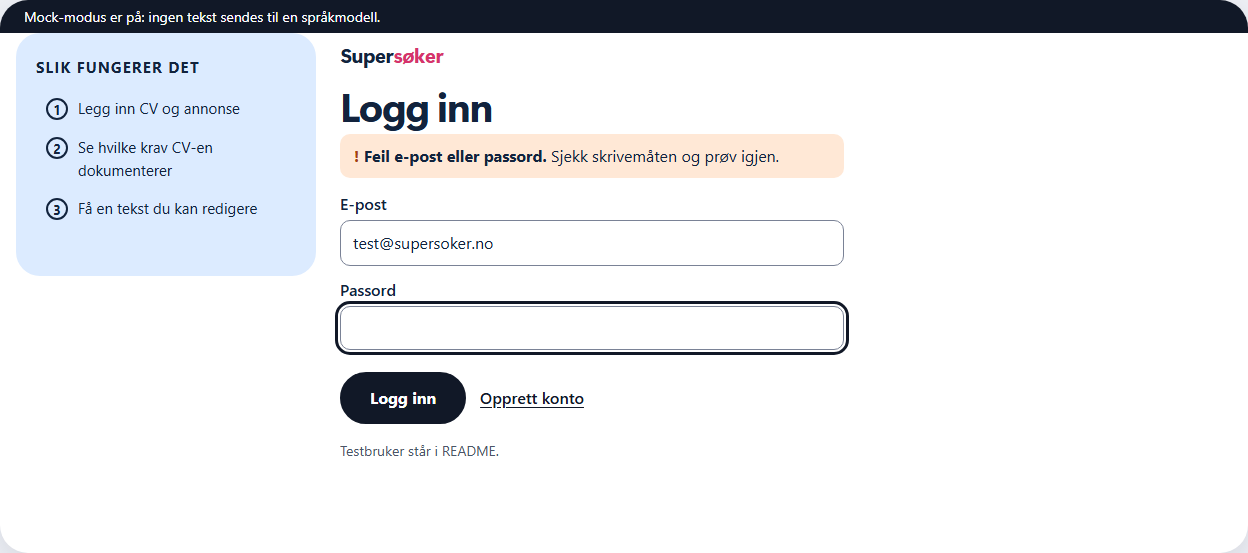 Mock-modus er på: ingen tekst sendes til en språkmodell.
SLIK FUNGERER DET
1 Legg inn CV og annonse
2 Se hvilke krav CV-en
dokumenterer
3 Få en tekst du kan redigere
Supersøker
Logg inn
! Feil e-post eller passord. Sjekk skrivemåten og prøv igjen.
E-post
test@supersoker.no
Passord
Logg inn Opprett konto
Testbruker står i README.